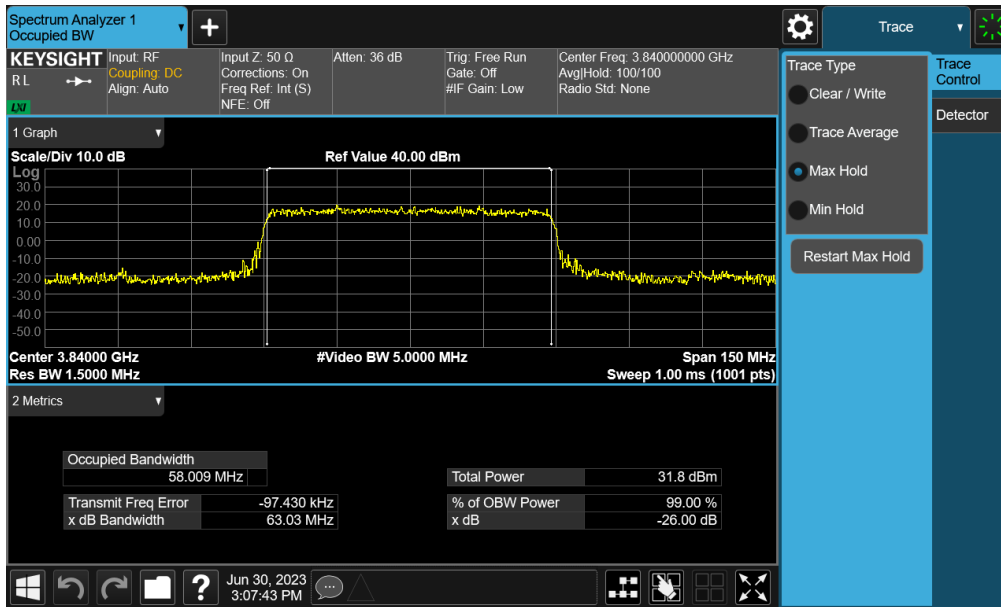 Spectrum Analyzer 1
Occupied BW
+
Trace
KEYSIGHT
R L
LXI
Input: RF
Coupling: DC
Align: Auto
Input Z: 50 Ω
Corrections: On
Freq Ref: Int (S)
NFE: Off
Atten: 36 dB
Trig: Free Run
Gate: Off
#IF Gain: Low
Center Freq: 3.840000000 GHz
Avg|Hold: 100/100
Radio Std: None
Trace Type
Clear / Write
Trace Average
Max Hold
Min Hold
Restart Max Hold
Trace
Control
Detector
1 Graph
Scale/Div 10.0 dB
Ref Value 40.00 dBm
Log
30.0
20.0
10.0
0.00
-10.0
-20.0
-30.0
-40.0
-50.0
Center 3.84000 GHz
#Video BW 5.0000 MHz
Span 150 MHz
Res BW 1.5000 MHz
Sweep 1.00 ms (1001 pts)
2 Metrics
Occupied Bandwidth
58.009 MHz
Total Power 31.8 dBm
Transmit Freq Error -97.430 kHz
% of OBW Power 99.00 %
x dB Bandwidth 63.03 MHz
x dB -26.00 dB
?
Jun 30, 2023
3:07:43 PM